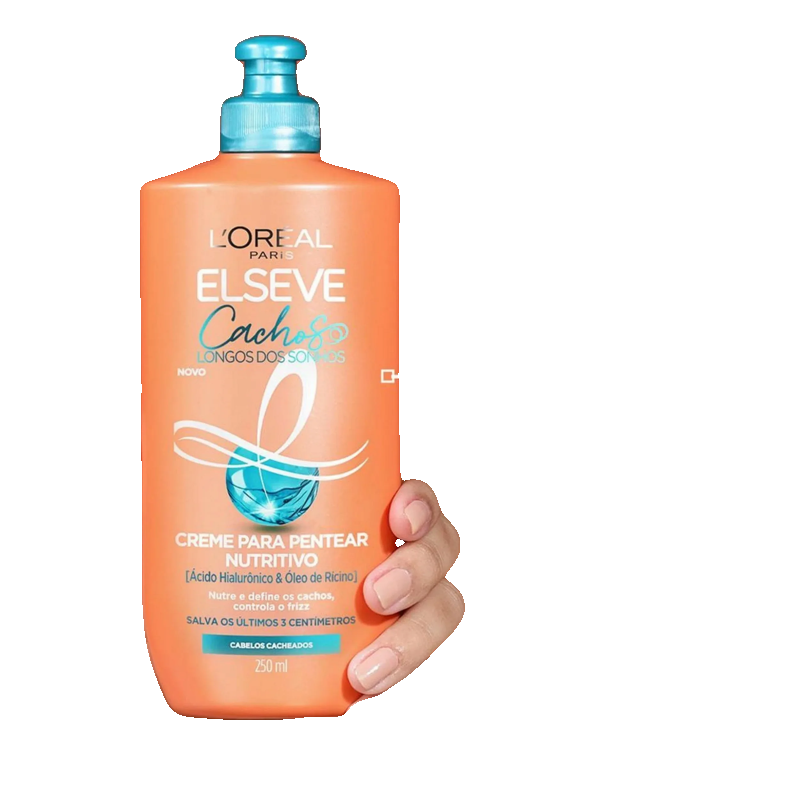 L'ORÉAL
PARIS
ELSEVE
Cachos
LONGOS DOS SONHOS
NOVO
CREME PARA PENTEAR
NUTRITIVO
[Ácido Hialurônico & Óleo de Rícino]
Nutre e define os cachos,
controla o frizz
SALVA OS ÚLTIMOS 3 CENTÍMETROS
CABELOS CACHEADOS
250 ml